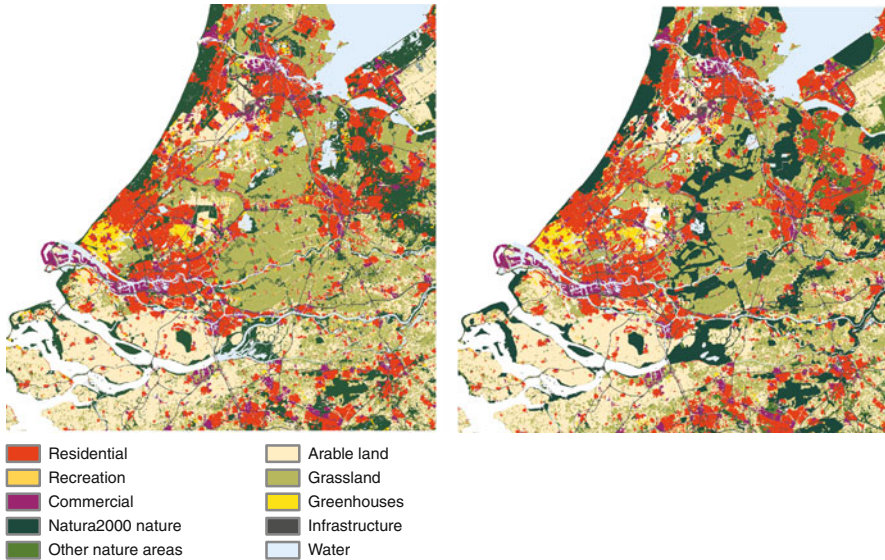 Residential
Recreation
Commercial
Natura2000 nature
Other nature areas
Arable land
Grassland
Greenhouses
Infrastructure
Water